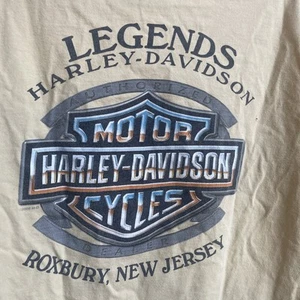 LEGENDS
HARLEY-DAVIDSON
AUTHORIZED
MOTOR
HARLEY-DAVIDSON
CYCLES
DEALER
ROXBURY, NEW JERSEY